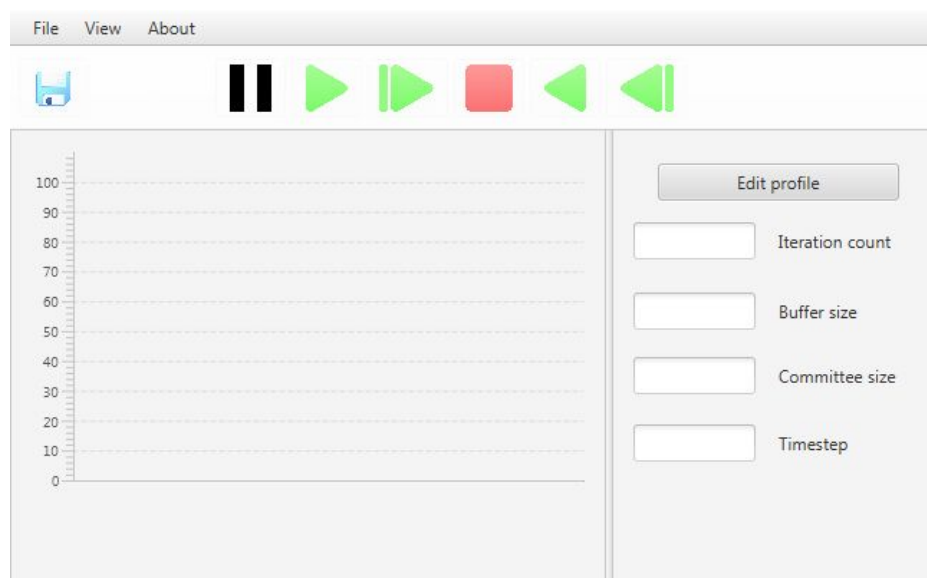 File View About
Edit profile
100
90
80
70
60
50
40
30
20
10
0
Iteration count
Buffer size
Committee size
Timestep